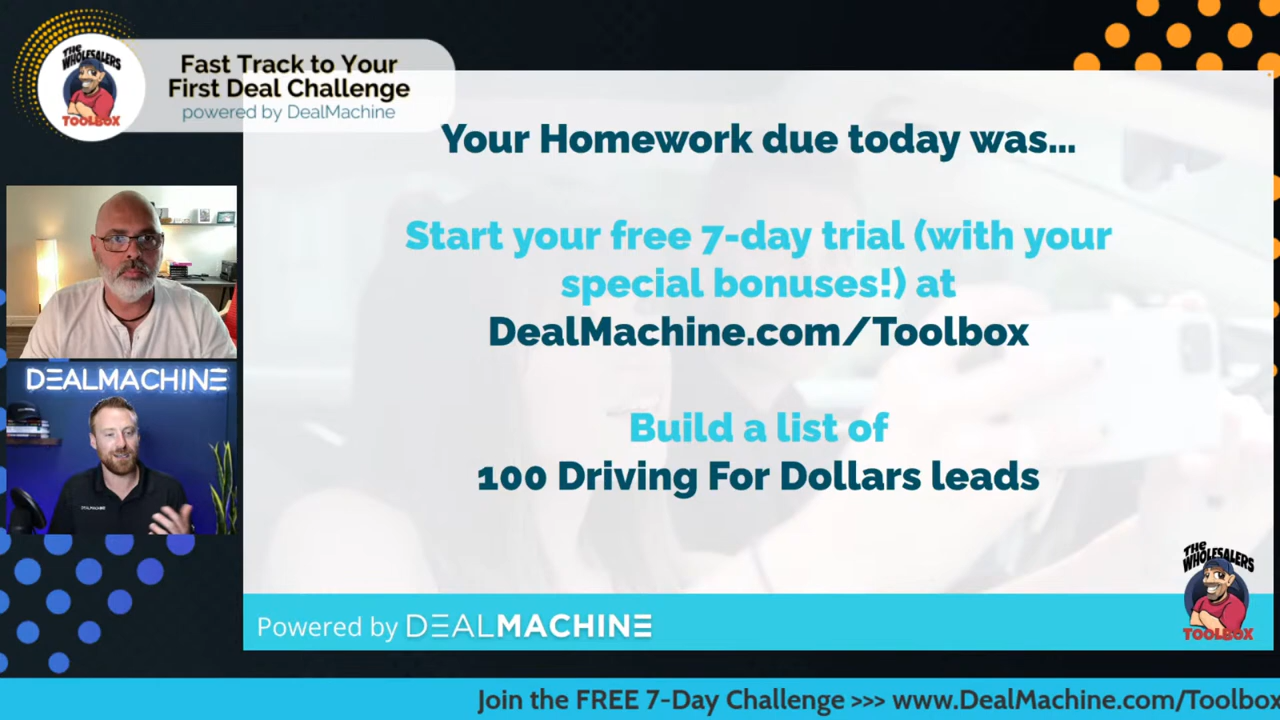 THE
WHOLESALERS
TOOLBOX
Fast Track to Your
First Deal Challenge
powered by DealMachine
Your Homework due today was...
Start your free 7-day trial (with your
special bonuses!) at
DealMachine.com/Toolbox
Build a list of
100 Driving For Dollars leads
DEALMACHINE
THE
WHOLESALERS
TOOLBOX
Powered by DEALMACHINE
Join the FREE 7-Day Challenge >>> www.DealMachine.com/Toolbox